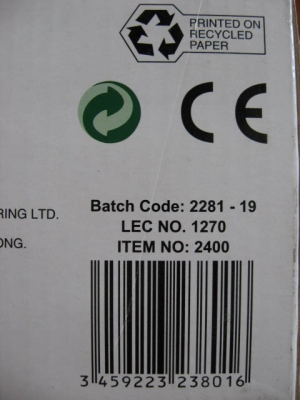 PRINTED ON
RECYCLED
PAPER
CE
RING LTD.
ONG.
Batch Code: 2281 - 19
LEC NO. 1270
ITEM NO: 2400
3 459223 238016